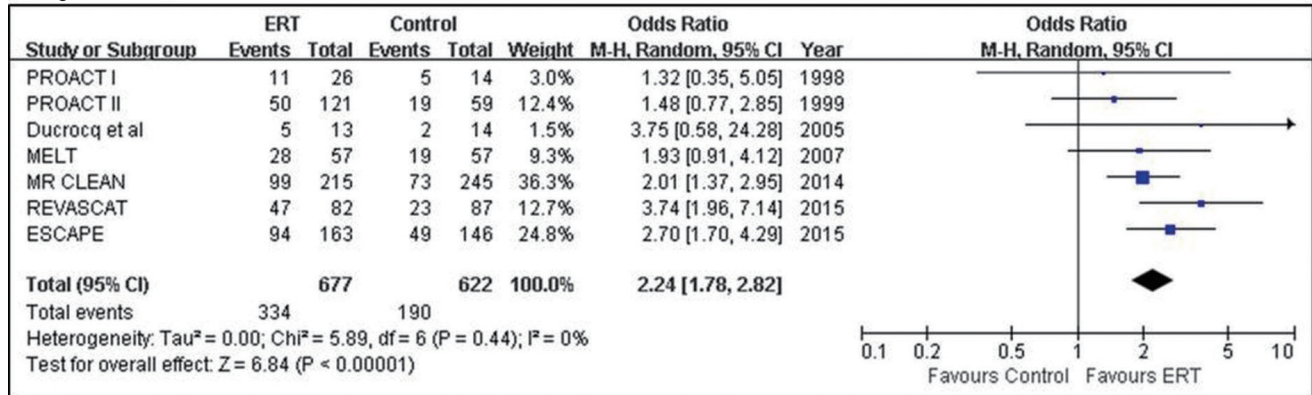 ERT Control Odds Ratio Odds Ratio
Study or Subgroup Events Total Events Total Weight M-H, Random, 95% CI Year M-H, Random, 95% CI
PROACT I 11 26 5 14 3.0% 1.32 [0.35, 5.05] 1998
PROACT II 50 121 19 59 12.4% 1.48 [0.77, 2.85] 1999
Ducrocq et al 5 13 2 14 1.5% 3.75 [0.58, 24.28] 2005
MELT 28 57 19 57 9.3% 1.93 [0.91, 4.12] 2007
MR CLEAN 99 215 73 245 36.3% 2.01 [1.37, 2.95] 2014
REVASCAT 47 82 23 87 12.7% 3.74 [1.96, 7.14] 2015
ESCAPE 94 163 49 146 24.8% 2.70 [1.70, 4.29] 2015
Total (95% CI) 677 622 100.0% 2.24 [1.78, 2.82]
Total events 334 190
Heterogeneity: Tau² = 0.00; Chi² = 5.89, df = 6 (P = 0.44); I² = 0%
Test for overall effect: Z = 6.84 (P < 0.00001)
0.1 0.2 0.5 1 2 5 10
Favours Control Favours ERT